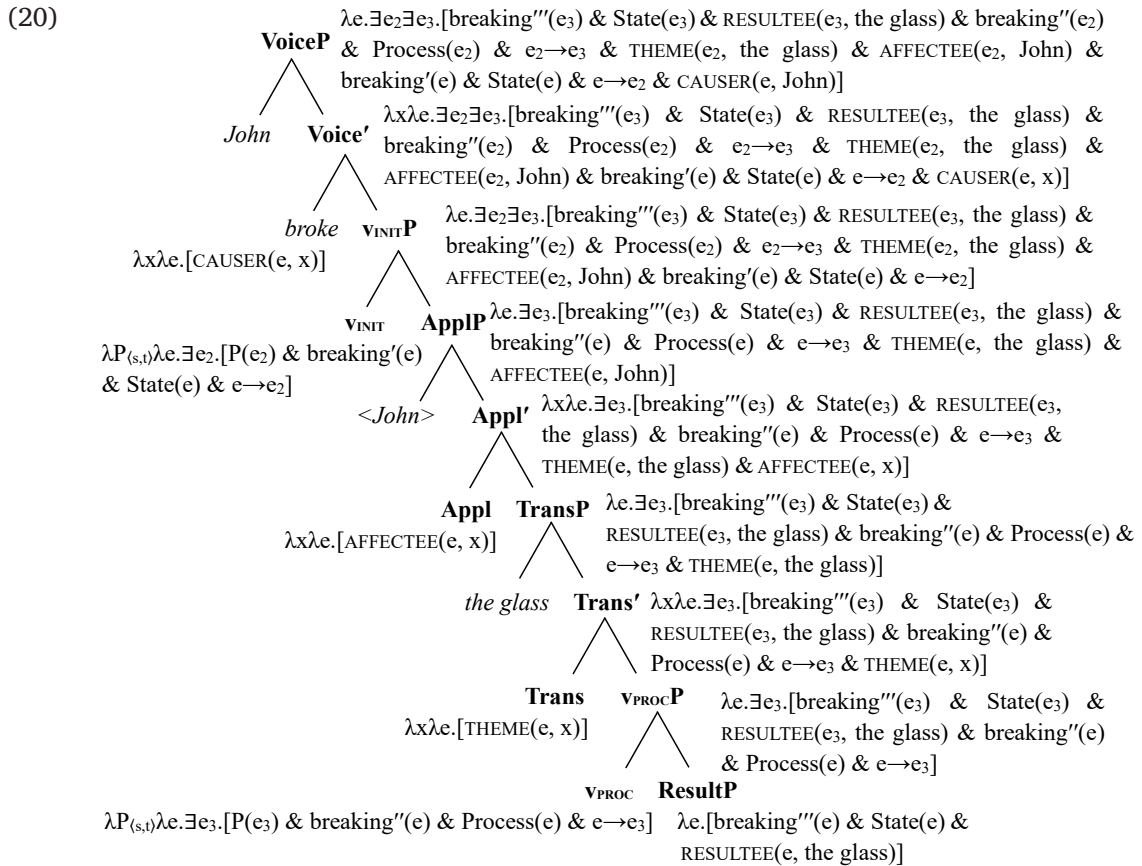 (20)
λe.∃e₂∃e₃.[breaking′′′(e₃) & State(e₃) & RESULTEE(e₃, the glass) & breaking′′(e₂)
VoiceP & Process(e₂) & e₂→e₃ & THEME(e₂, the glass) & AFFECTEE(e₂, John) &
breaking′(e) & State(e) & e→e₂ & CAUSER(e, John)]
John Voice′
λxλe.∃e₂∃e₃.[breaking′′′(e₃) & State(e₃) & RESULTEE(e₃, the glass) &
breaking′′(e₂) & Process(e₂) & e₂→e₃ & THEME(e₂, the glass) &
AFFECTEE(e₂, John) & breaking′(e) & State(e) & e→e₂ & CAUSER(e, x)]
broke vINITP
λxλe.[CAUSER(e, x)]
λe.∃e₂∃e₃.[breaking′′′(e₃) & State(e₃) & RESULTEE(e₃, the glass) &
breaking′′(e₂) & Process(e₂) & e₂→e₃ & THEME(e₂, the glass) &
AFFECTEE(e₂, John) & breaking′(e) & State(e) & e→e₂]
vINIT ApplP
λP⟨s,t⟩λe.∃e₂.[P(e₂) & breaking′(e)
& State(e) & e→e₂]
λe.∃e₃.[breaking′′′(e₃) & State(e₃) & RESULTEE(e₃, the glass) &
breaking′′(e) & Process(e) & e→e₃ & THEME(e, the glass) &
AFFECTEE(e, John)]
<John> Appl′
λxλe.∃e₃.[breaking′′′(e₃) & State(e₃) & RESULTEE(e₃,
the glass) & breaking′′(e) & Process(e) & e→e₃ &
THEME(e, the glass) & AFFECTEE(e, x)]
Appl TransP
λxλe.[AFFECTEE(e, x)]
λe.∃e₃.[breaking′′′(e₃) & State(e₃) &
RESULTEE(e₃, the glass) & breaking′′(e) & Process(e) &
e→e₃ & THEME(e, the glass)]
the glass Trans′
λxλe.∃e₃.[breaking′′′(e₃) & State(e₃) &
RESULTEE(e₃, the glass) & breaking′′(e) &
Process(e) & e→e₃ & THEME(e, x)]
Trans vPROCP
λxλe.[THEME(e, x)]
λe.∃e₃.[breaking′′′(e₃) & State(e₃) &
RESULTEE(e₃, the glass) & breaking′′(e)
& Process(e) & e→e₃]
vPROC ResultP
λP⟨s,t⟩λe.∃e₃.[P(e₃) & breaking′′(e) & Process(e) & e→e₃]
λe.[breaking′′′(e) & State(e) &
RESULTEE(e, the glass)]